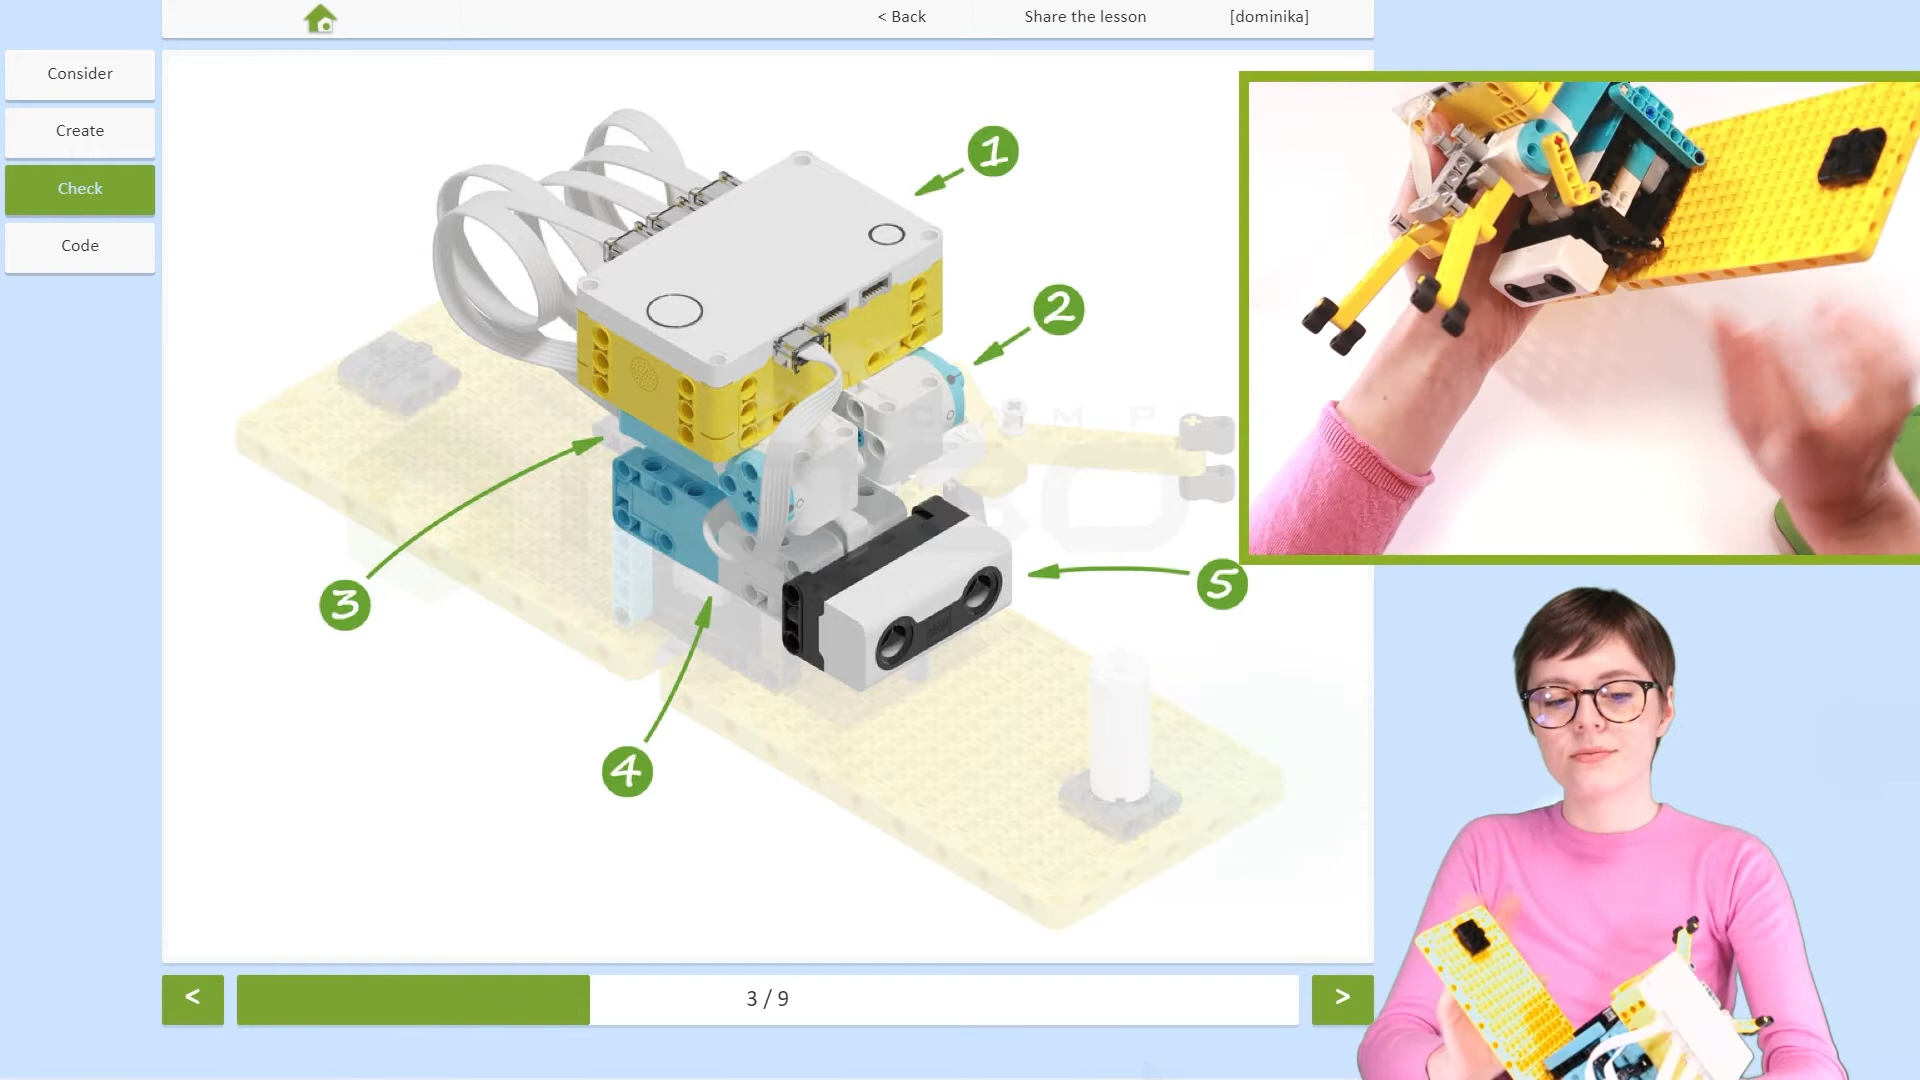 < Back
Share the lesson
[dominika]
Consider
Create
Check
Code
1
2
3
4
5
C A M P
<
3 / 9
>